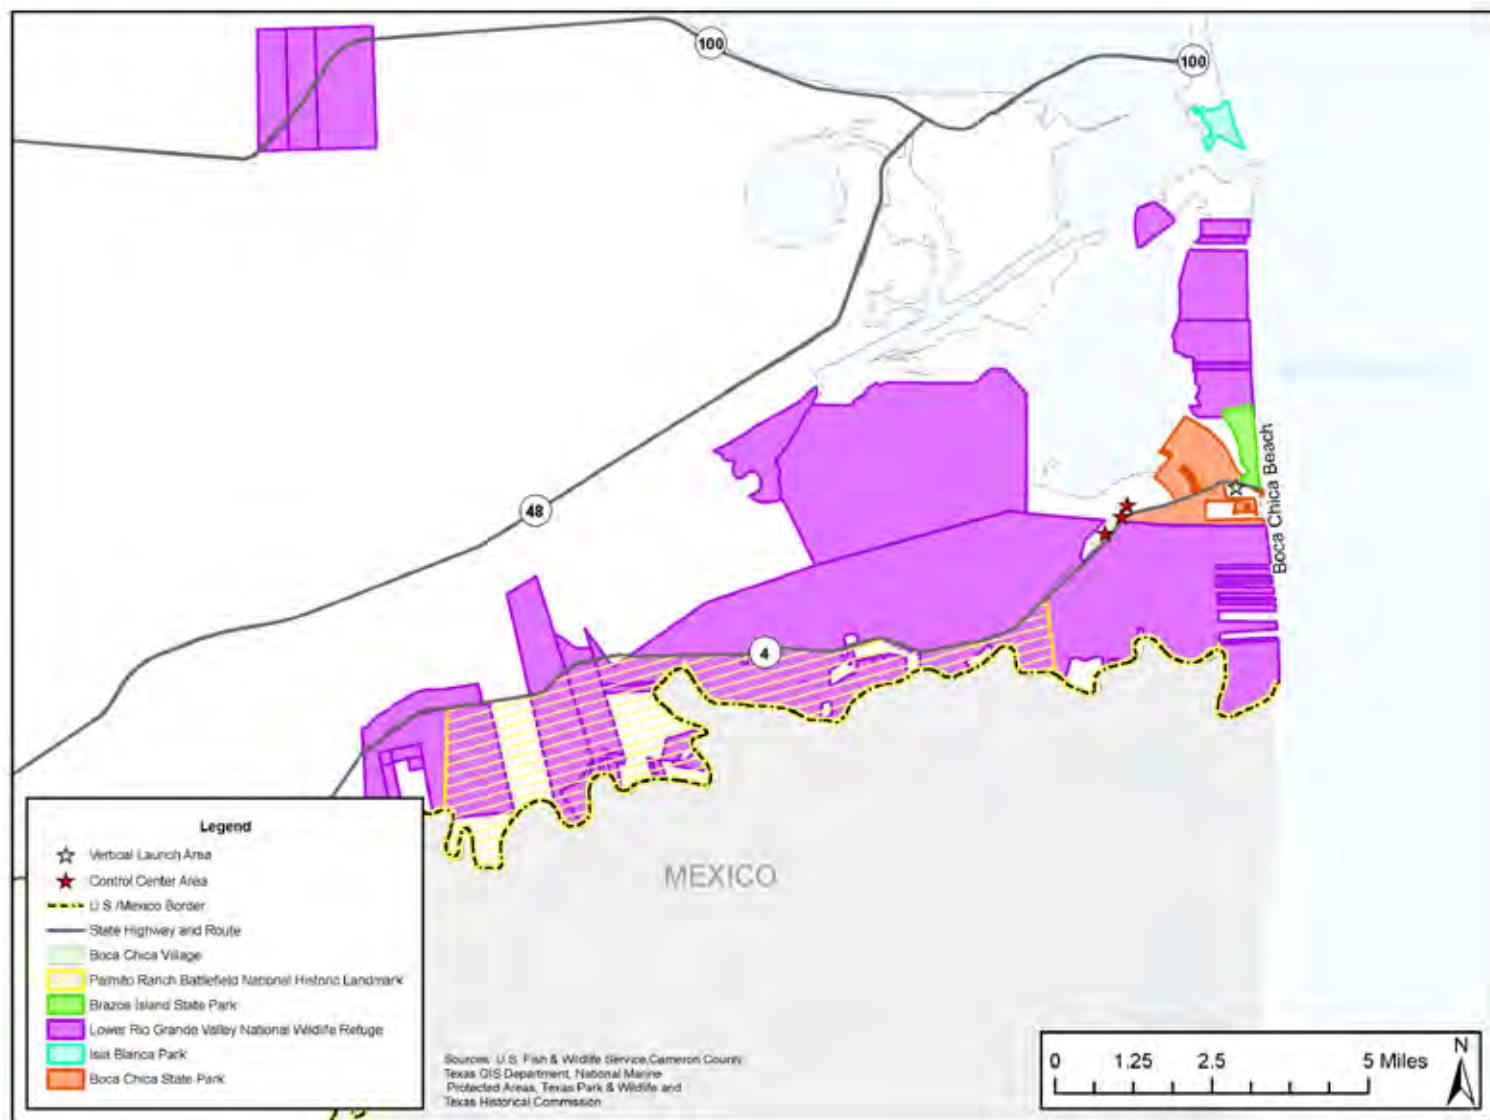 100
100
48
Boca Chica Beach
4
MEXICO
Legend
Vertical Launch Area
Control Center Area
U.S./Mexico Border
State Highway and Route
Boca Chica Village
Palmito Ranch Battlefield National Historic Landmark
Brazos Island State Park
Lower Rio Grande Valley National Wildlife Refuge
Isla Blanca Park
Boca Chica State Park
Sources: U.S. Fish & Wildlife Service,Cameron County
Texas GIS Department, National Marine
Protected Areas, Texas Park & Wildlife and
Texas Historical Commission
0 1.25 2.5 5 Miles
N